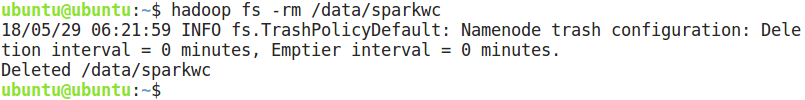 ubuntu@ubuntu:~$ hadoop fs -rm /data/sparkwc
18/05/29 06:21:59 INFO fs.TrashPolicyDefault: Namenode trash configuration: Dele
tion interval = 0 minutes, Emptier interval = 0 minutes.
Deleted /data/sparkwc
ubuntu@ubuntu:~$